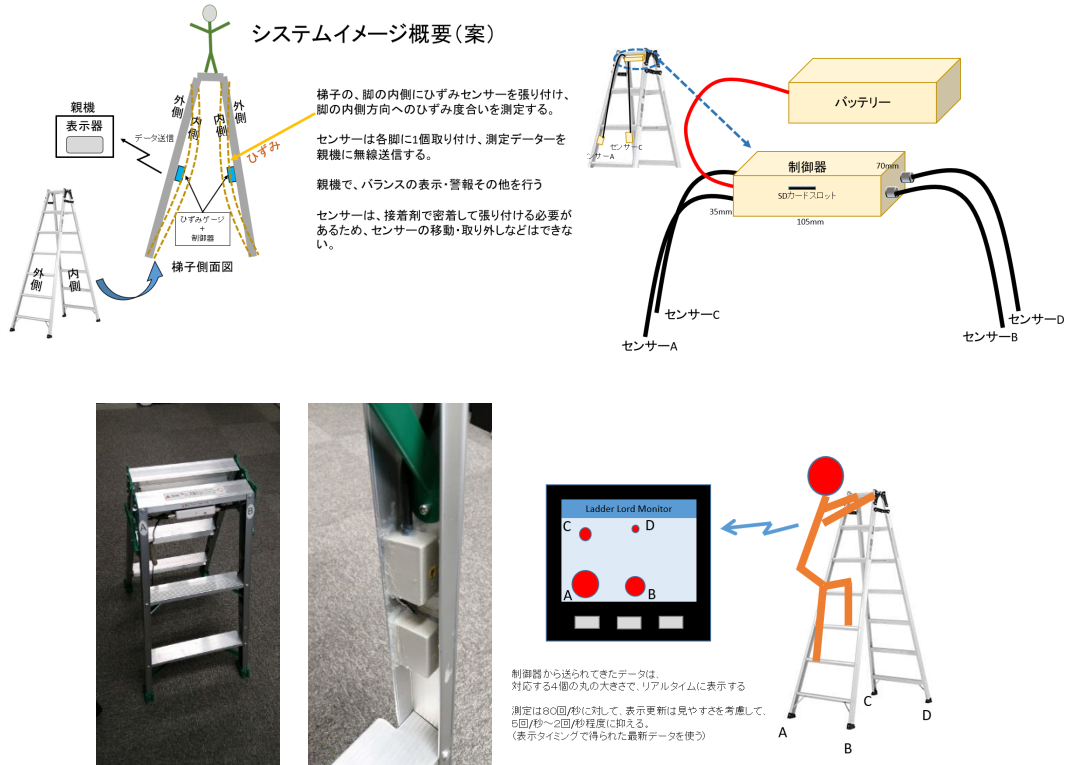 システムイメージ概要（案）
親機
表示器
データ送信
外側
内側
内側
外側
ひずみ
ひずみゲージ
+
制御器
梯子側面図
外側
内側
梯子の、脚の内側にひずみセンサーを張り付け、
脚の内側方向へのひずみ度合いを測定する。
センサーは各脚に1個取り付け、測定データーを
親機に無線送信する。
親機で、バランスの表示・警報その他を行う
センサーは、接着剤で密着して張り付ける必要が
あるため、センサーの移動・取り外しなどはできな
い。
センサーC
ンサーA
バッテリー
制御器
70mm
SDカードスロット
35mm
105mm
センサーC
センサーA
センサーD
センサーB
A
B
Ladder Lord Monitor
C
D
A
B
制御器から送られてきたデータは、
対応する4個の丸の大きさで、リアルタイムに表示する
測定は80回/秒に対して、表示更新は見やすさを考慮して、
5回/秒～2回/秒程度に抑える。
（表示タイミングで得られた最新データを使う）
C
D
A
B